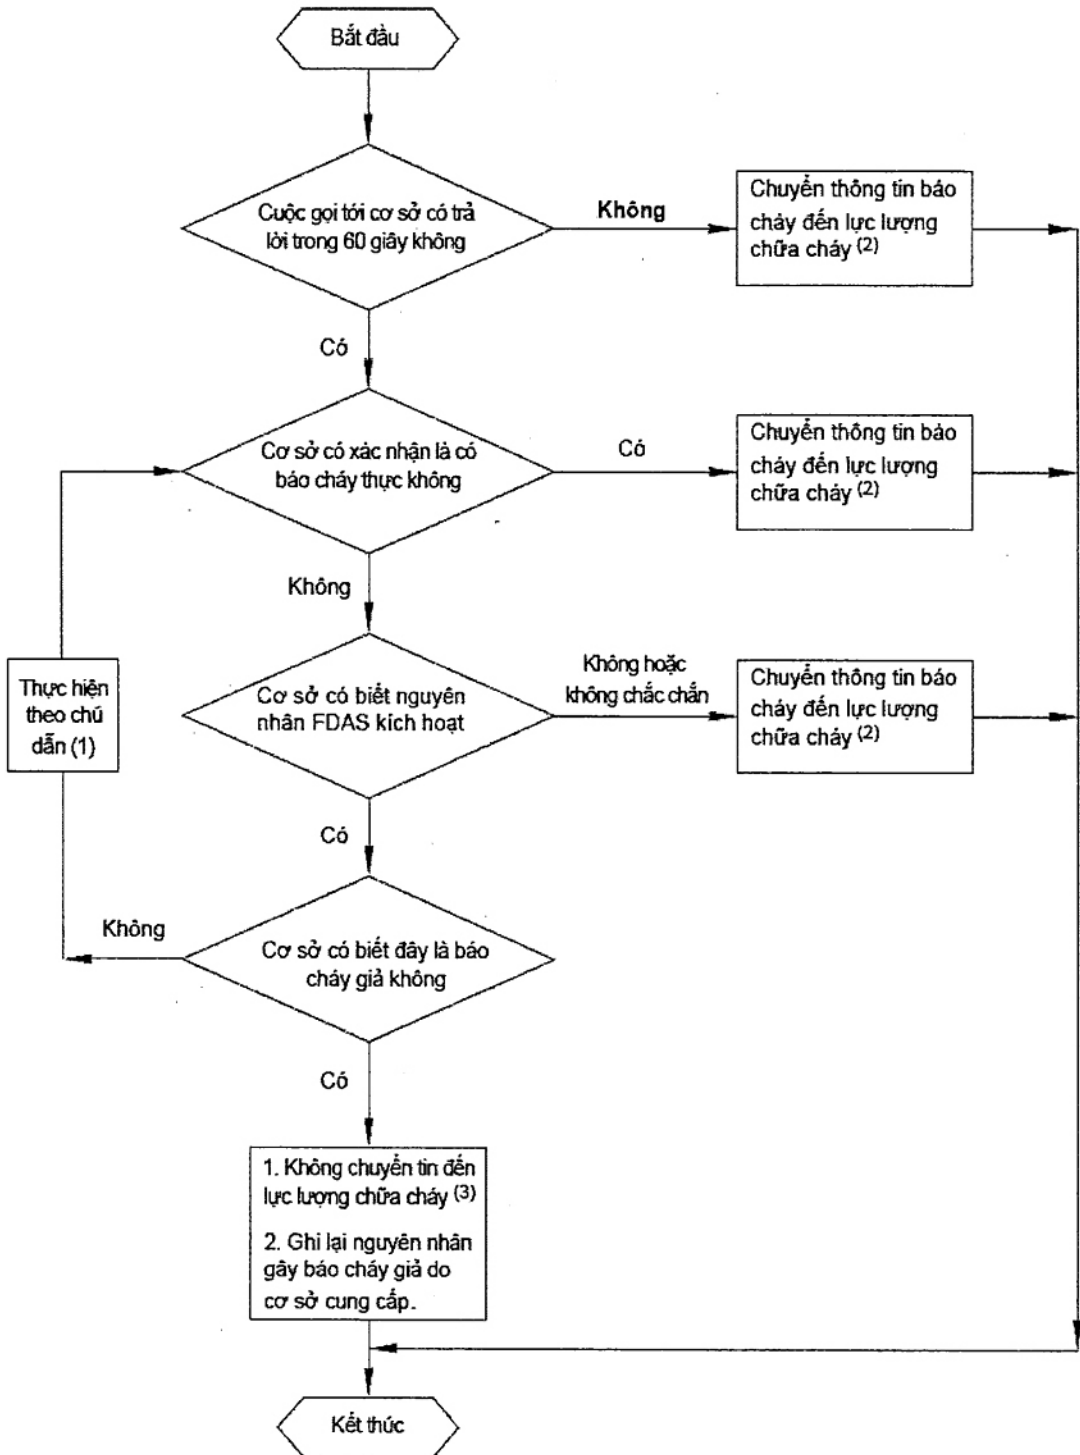 Bắt đầu
Cuộc gọi tới cơ sở có trả
lời trong 60 giây không
Không
Chuyển thông tin báo
cháy đến lực lượng
chữa cháy (2)
Có
Cơ sở có xác nhận là có
báo cháy thực không
Có
Chuyển thông tin báo
cháy đến lực lượng
chữa cháy (2)
Không
Thực hiện
theo chú
dẫn (1)
Cơ sở có biết nguyên
nhân FDAS kích hoạt
Không hoặc
không chắc chắn
Chuyển thông tin báo
cháy đến lực lượng
chữa cháy (2)
Có
Không
Cơ sở có biết đây là báo
cháy giả không
Có
1. Không chuyển tin đến
lực lượng chữa cháy (3)
2. Ghi lại nguyên nhân
gây báo cháy giả do
cơ sở cung cấp.
Kết thúc